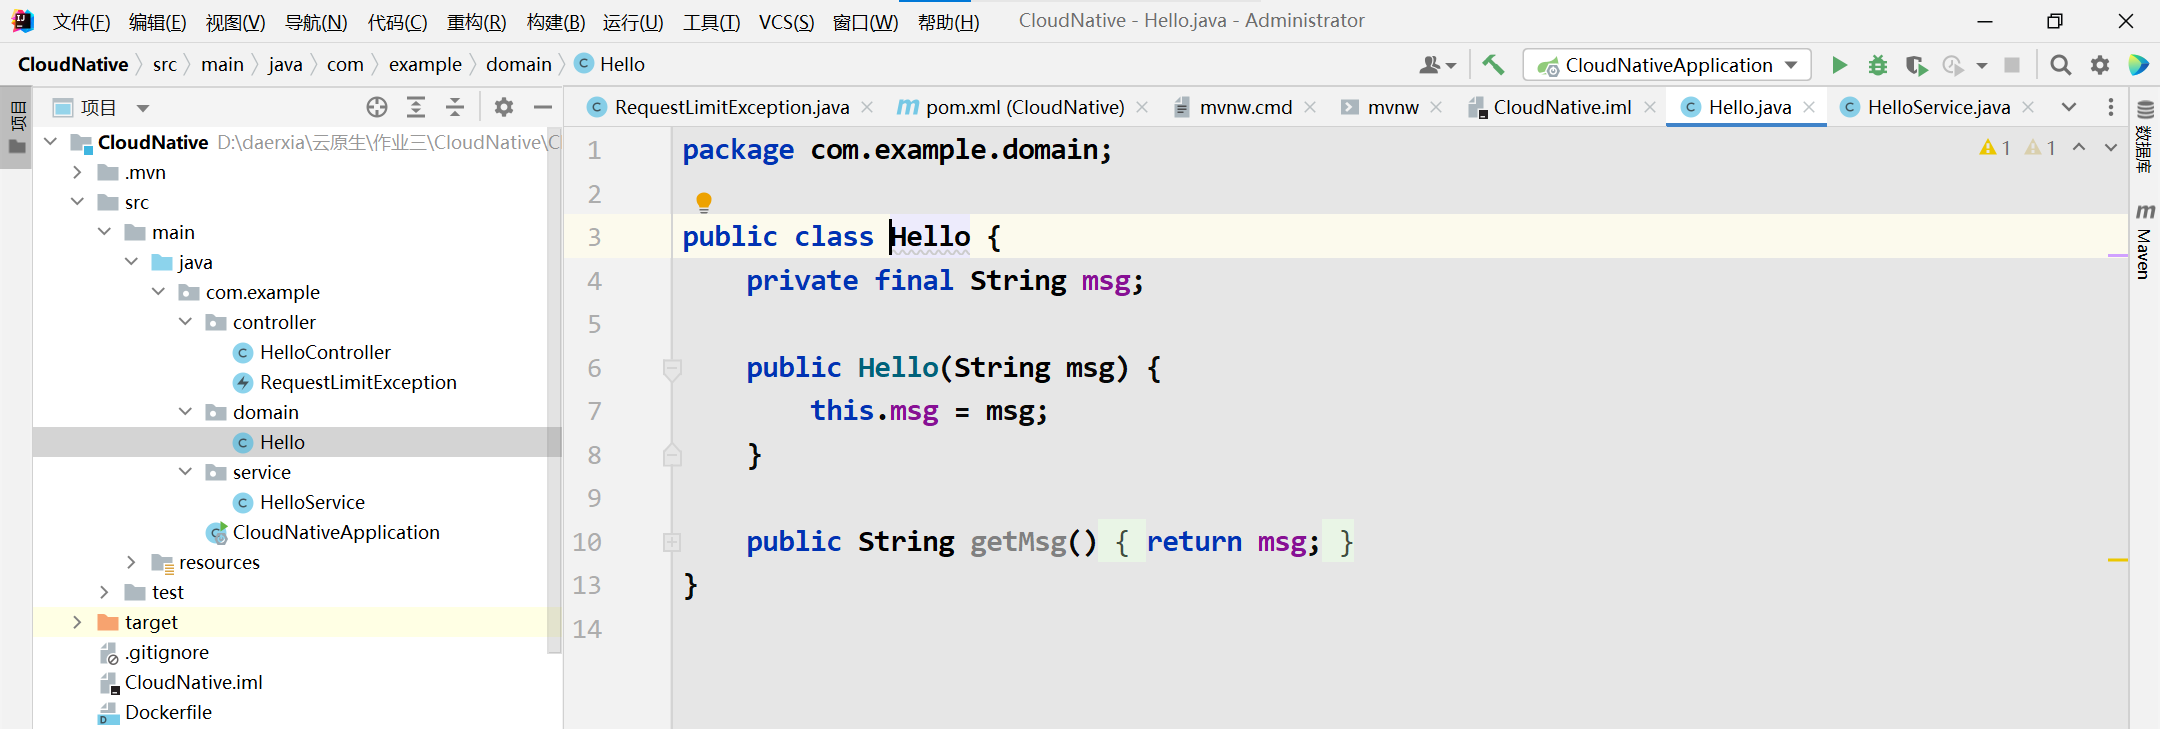 文件(F) 编辑(E) 视图(V) 导航(N) 代码(C) 重构(R) 构建(B) 运行(U) 工具(T) VCS(S) 窗口(W) 帮助(H) CloudNative - Hello.java - Administrator
CloudNative src main java com example domain Hello CloudNativeApplication
项目
项目
RequestLimitException.java pom.xml (CloudNative) mvnw.cmd mvnw CloudNative.iml Hello.java HelloService.java
CloudNative D:\daerxia\云原生\作业三\CloudNative\C
.mvn
src
main
java
com.example
controller
HelloController
RequestLimitException
domain
Hello
service
HelloService
CloudNativeApplication
resources
test
target
.gitignore
CloudNative.iml
Dockerfile
1 package com.example.domain;
2
3 public class Hello {
4 private final String msg;
5
6 public Hello(String msg) {
7 this.msg = msg;
8 }
9
10 public String getMsg() { return msg; }
13 }
14
1 1
数据库
Maven